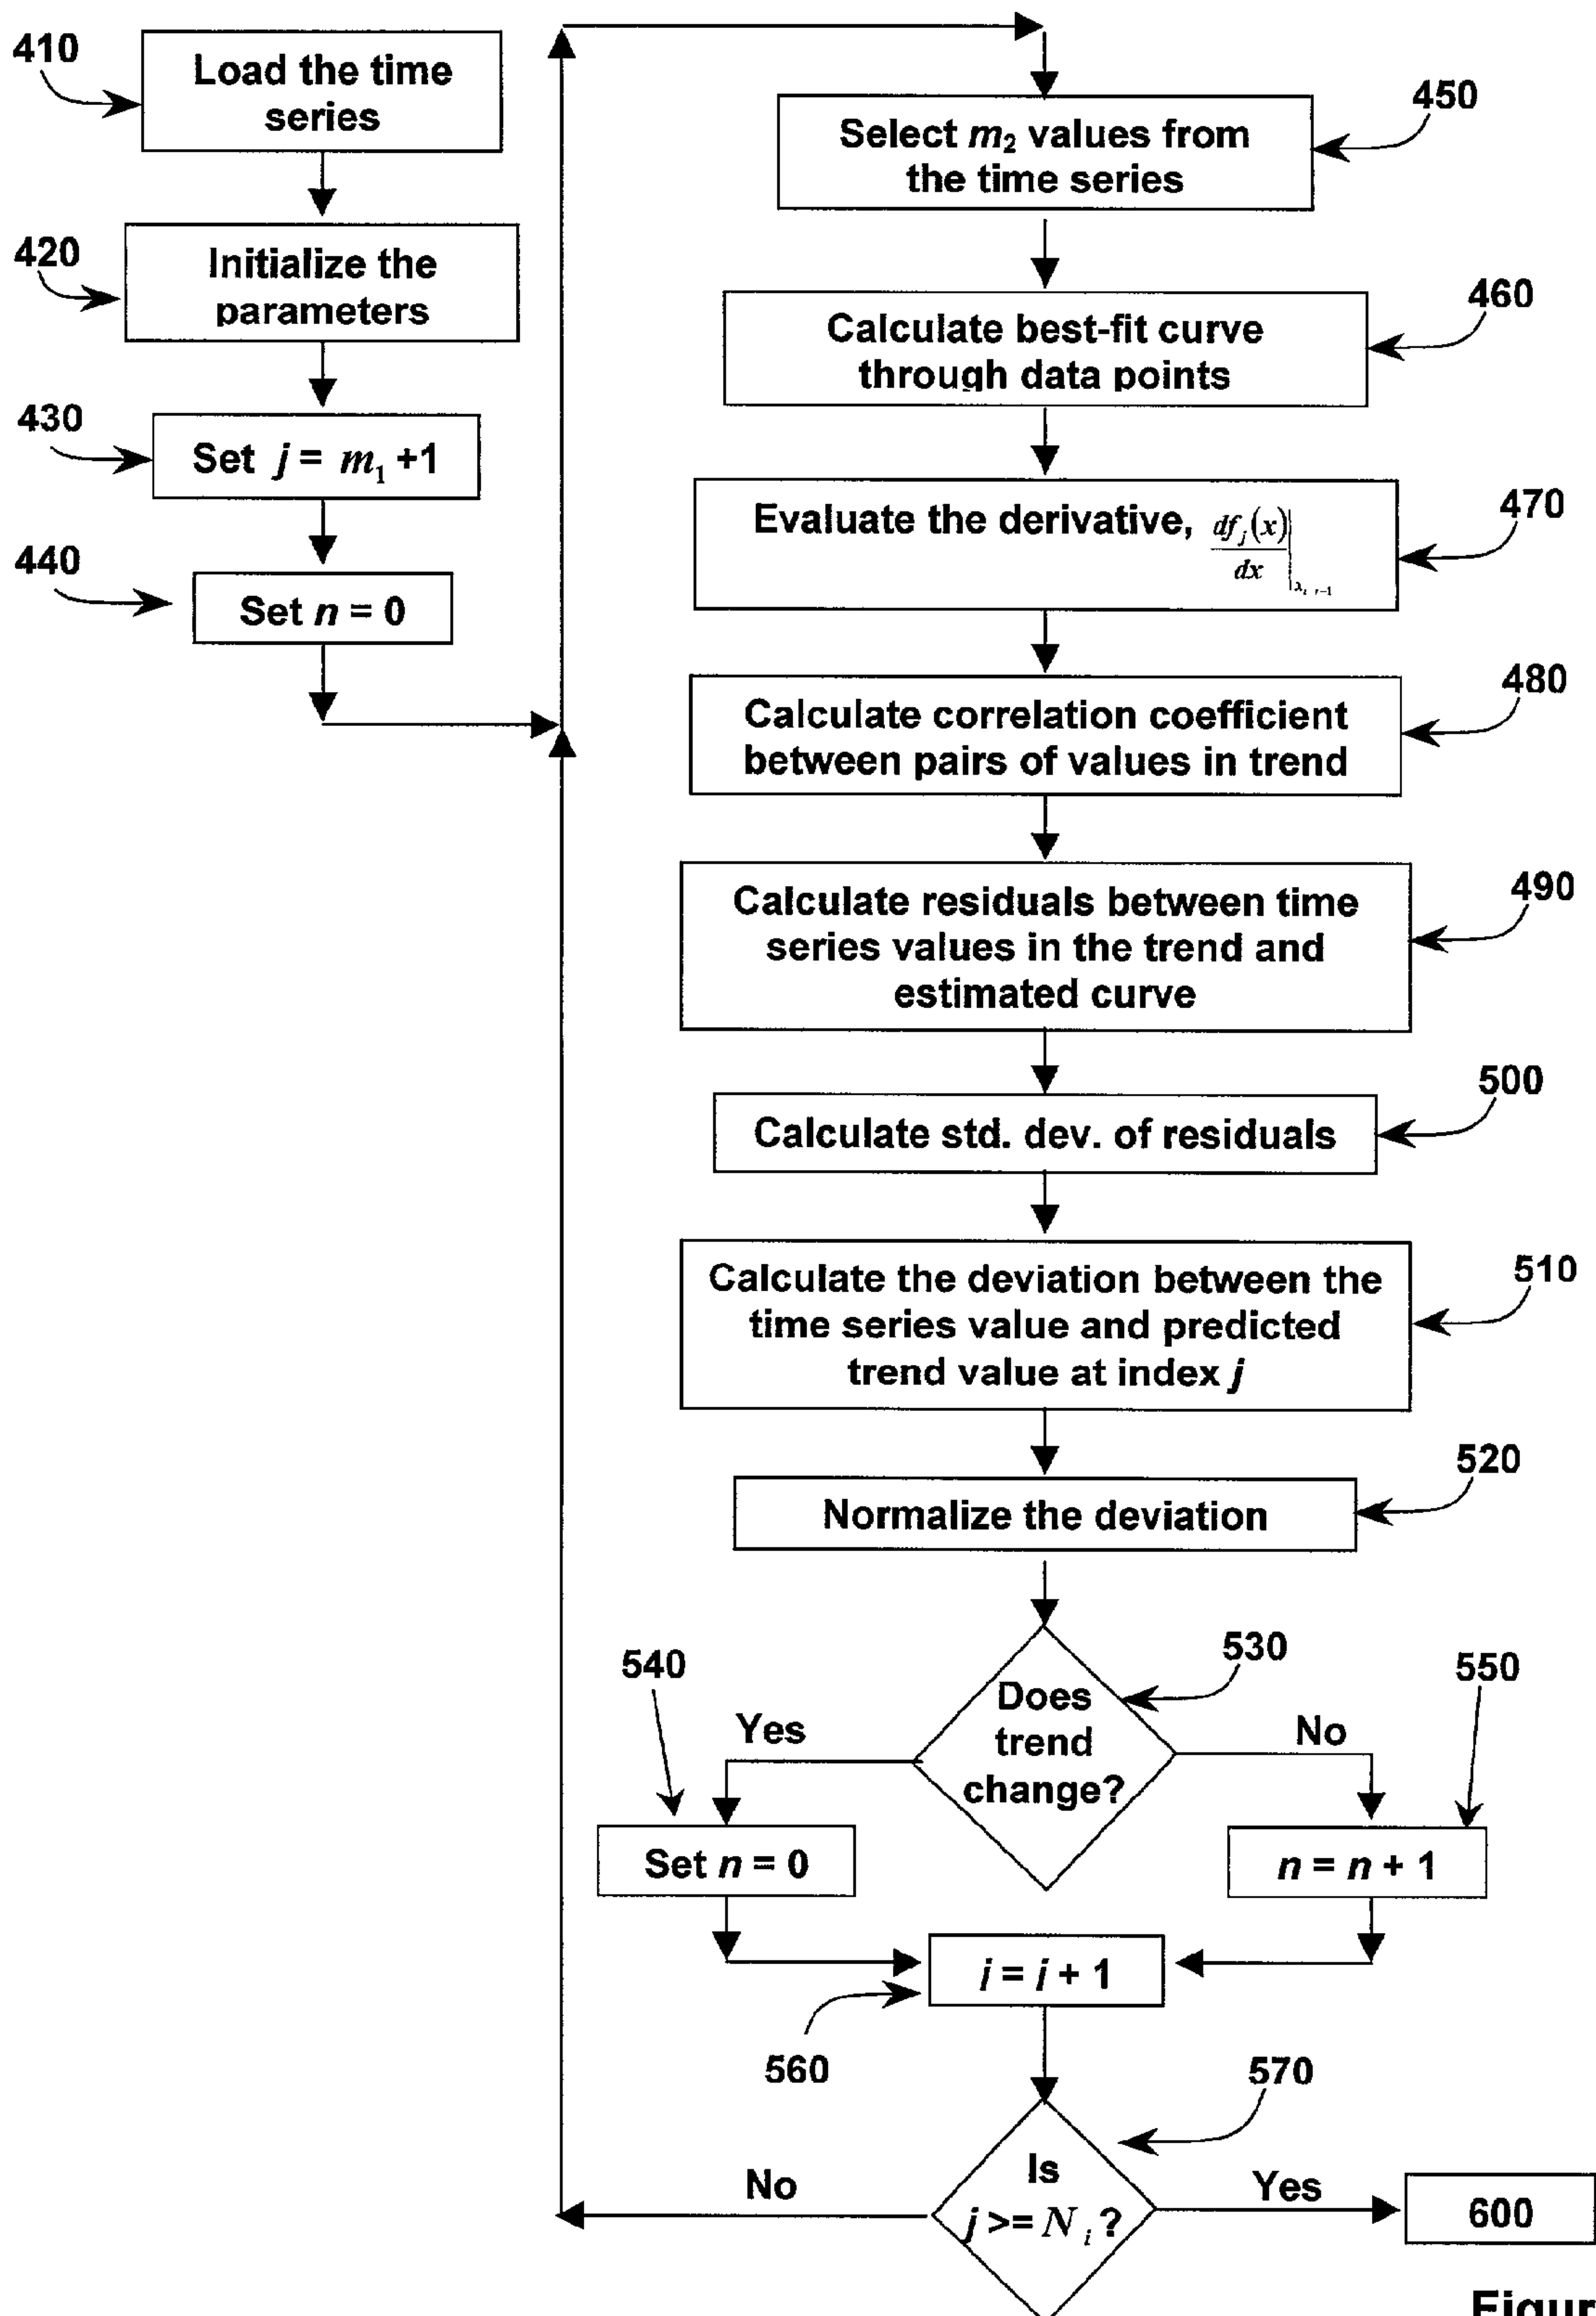 410
Load the time
series
420
Initialize the
parameters
430
Set j = m₁ +1
440
Set n = 0
450
Select m₂ values from
the time series
460
Calculate best-fit curve
through data points
470
Evaluate the derivative, df_j(x)
dx
480
Calculate correlation coefficient
between pairs of values in trend
490
Calculate residuals between time
series values in the trend and
estimated curve
500
Calculate std. dev. of residuals
510
Calculate the deviation between the
time series value and predicted
trend value at index j
520
Normalize the deviation
530
Does
trend
change?
Yes
No
540
Set n = 0
550
n = n + 1
560
i = i + 1
570
Is
j >= N_i ?
No
Yes
600